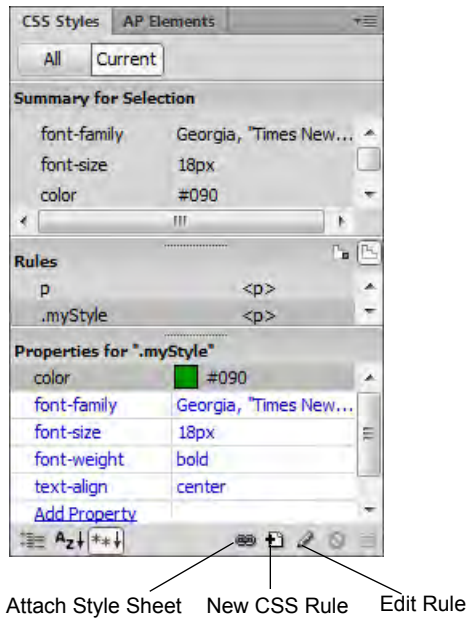 CSS Styles AP Elements
All Current
Summary for Selection
font-family Georgia, "Times New...
font-size 18px
color #090
Rules
p <p>
.myStyle <p>
Properties for ".myStyle"
color #090
font-family Georgia, "Times New...
font-size 18px
font-weight bold
text-align center
Add Property
Az↓ **↓
Attach Style Sheet New CSS Rule Edit Rule